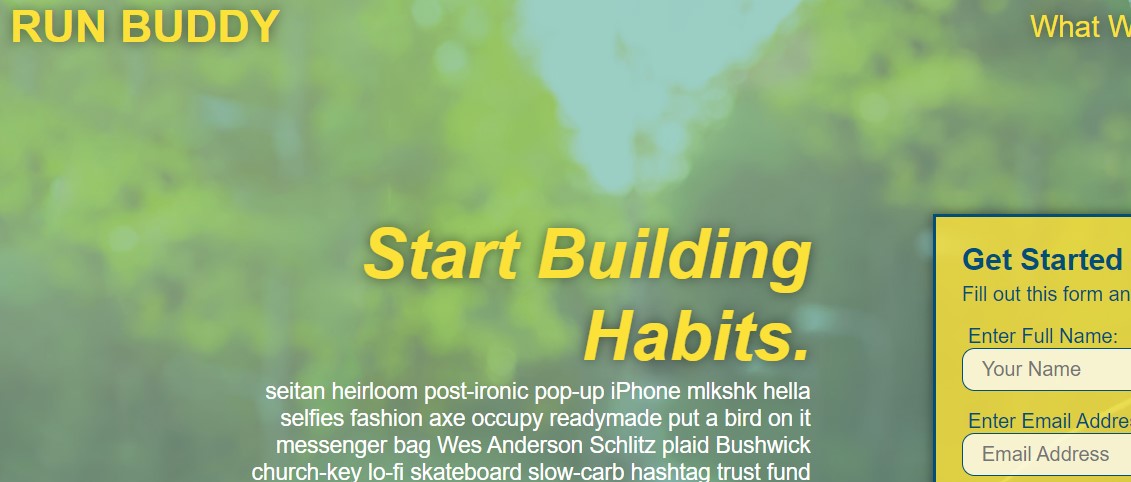 RUN BUDDY
What W
Start Building
Habits.
seitan heirloom post-ironic pop-up iPhone mlkshk hella
selfies fashion axe occupy readymade put a bird on it
messenger bag Wes Anderson Schlitz plaid Bushwick
church-key lo-fi skateboard slow-carb hashtag trust fund
Get Started
Fill out this form an
Enter Full Name:
Your Name
Enter Email Addre
Email Address